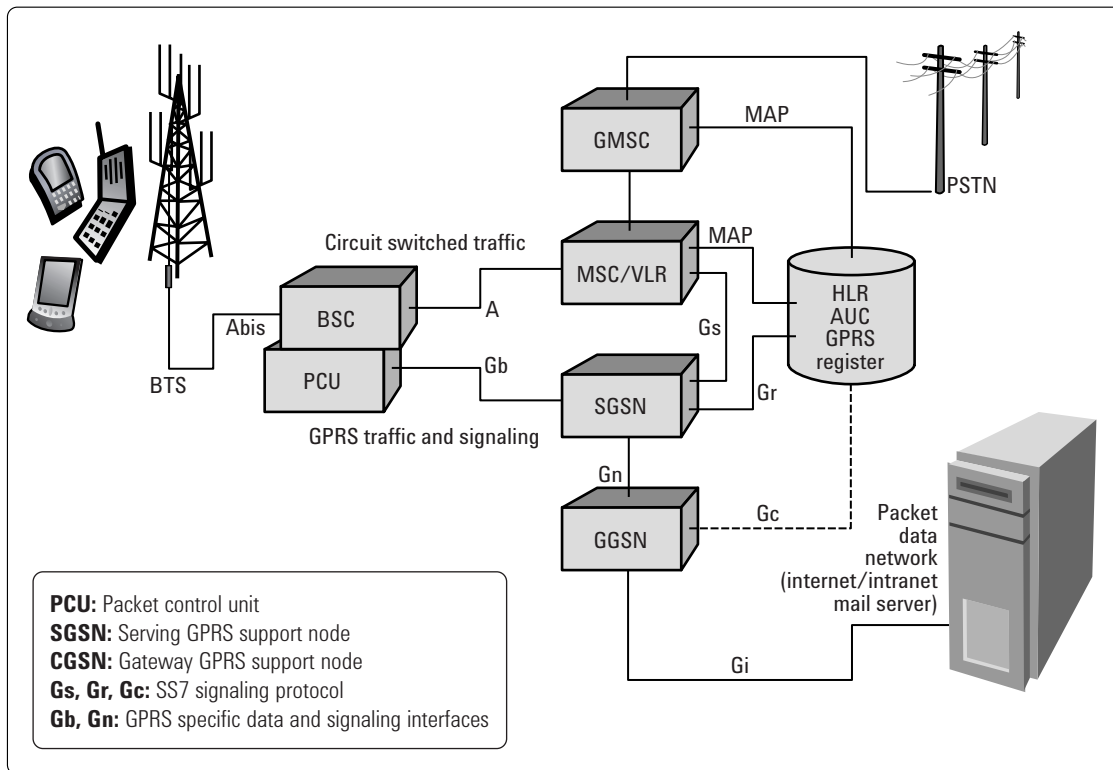 GMSC
MAP
PSTN
Circuit switched traffic
MAP
MSC/VLR
HLR
AUC
GPRS
register
BSC
A
Abis
Gs
PCU
Gb
BTS
SGSN
Gr
GPRS traffic and signaling
Gn
GGSN
Gc
Packet
data
network
(internet/intranet
mail server)
Gi
PCU: Packet control unit
SGSN: Serving GPRS support node
CGSN: Gateway GPRS support node
Gs, Gr, Gc: SS7 signaling protocol
Gb, Gn: GPRS specific data and signaling interfaces